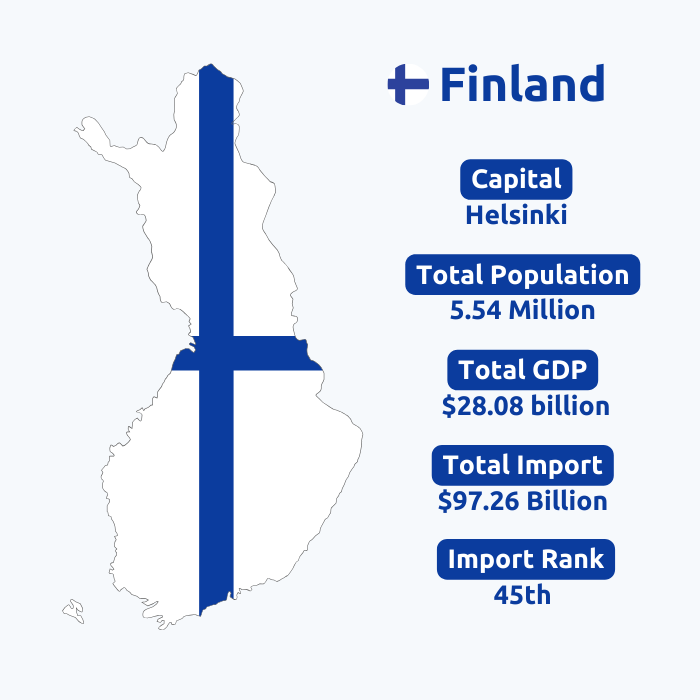 Finland
Capital
Helsinki
Total Population
5.54 Million
Total GDP
$28.08 billion
Total Import
$97.26 Billion
Import Rank
45th